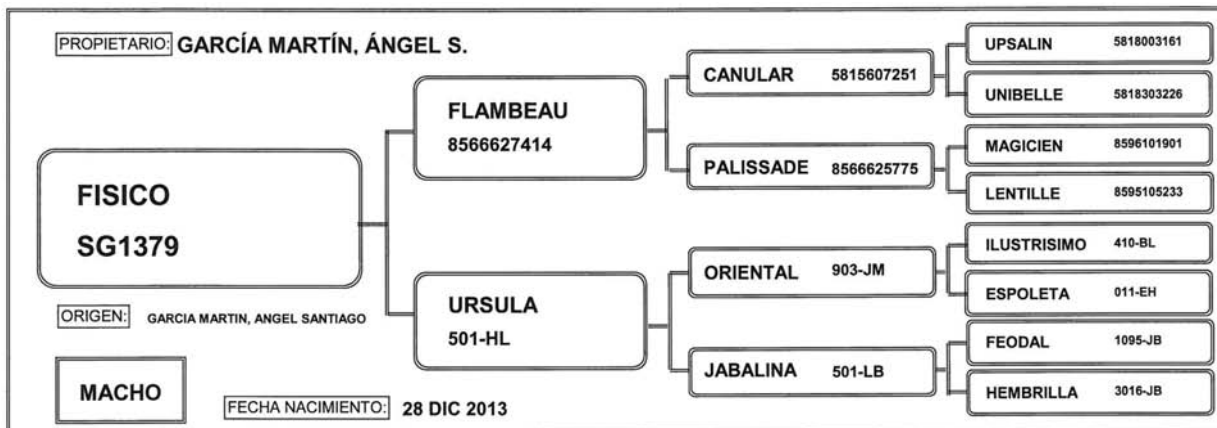 PROPIETARIO: GARCÍA MARTÍN, ÁNGEL S.
FISICO
SG1379
ORIGEN: GARCIA MARTIN, ANGEL SANTIAGO
MACHO
FECHA NACIMIENTO: 28 DIC 2013
FLAMBEAU
8566627414
URSULA
501-HL
CANULAR 5815607251
PALISSADE 8566625775
ORIENTAL 903-JM
JABALINA 501-LB
UPSALIN 5818003161
UNIBELLE 5818303226
MAGICIEN 8596101901
LENTILLE 8595105233
ILUSTRISIMO 410-BL
ESPOLETA 011-EH
FEODAL 1095-JB
HEMBRILLA 3016-JB